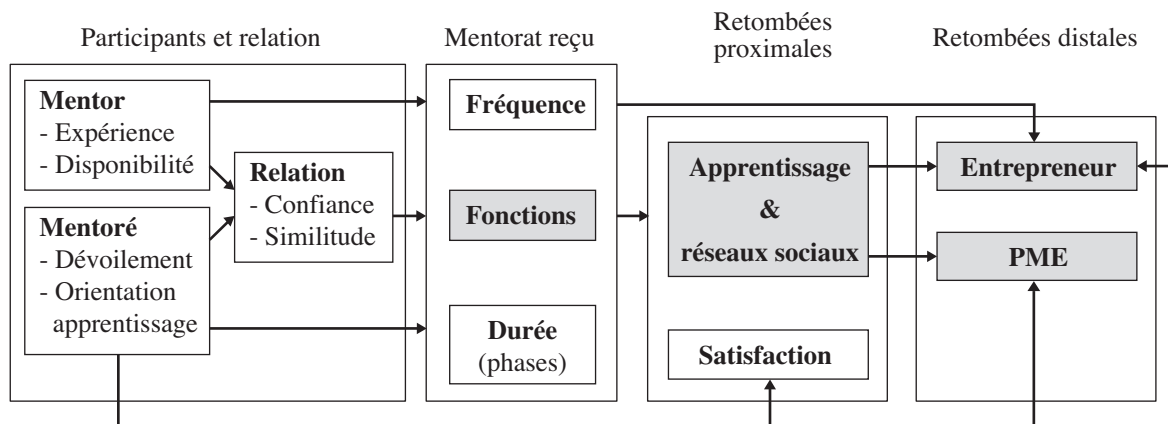 Participants et relation
Mentorat reçu
Retombées
proximales
Retombées distales
Mentor
- Expérience
- Disponibilité
Relation
- Confiance
- Similitude
Mentoré
- Dévoilement
- Orientation
apprentissage
Fréquence
Fonctions
Durée
(phases)
Apprentissage
&
réseaux sociaux
Satisfaction
Entrepreneur
PME